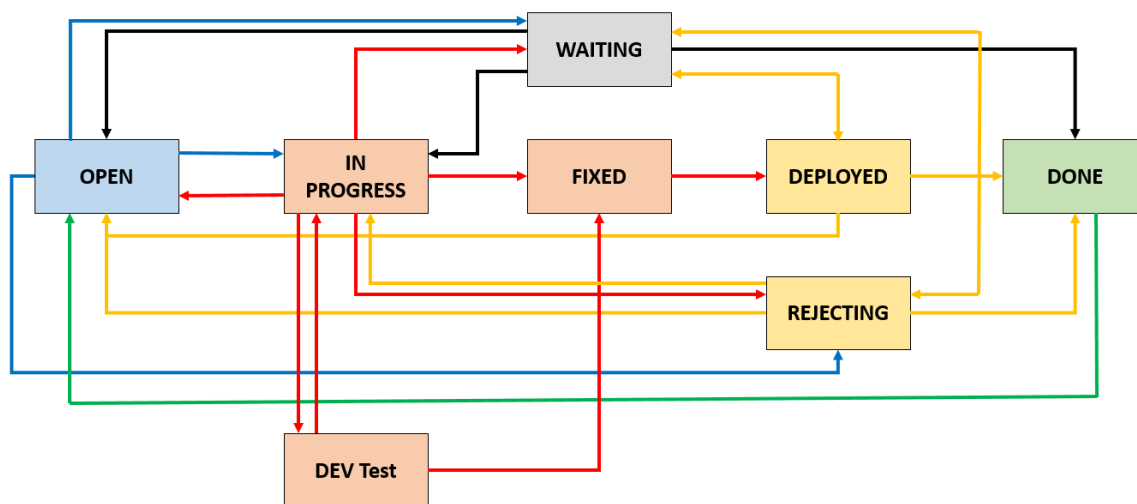 WAITING
OPEN
IN
PROGRESS
FIXED
DEPLOYED
DONE
REJECTING
DEV Test